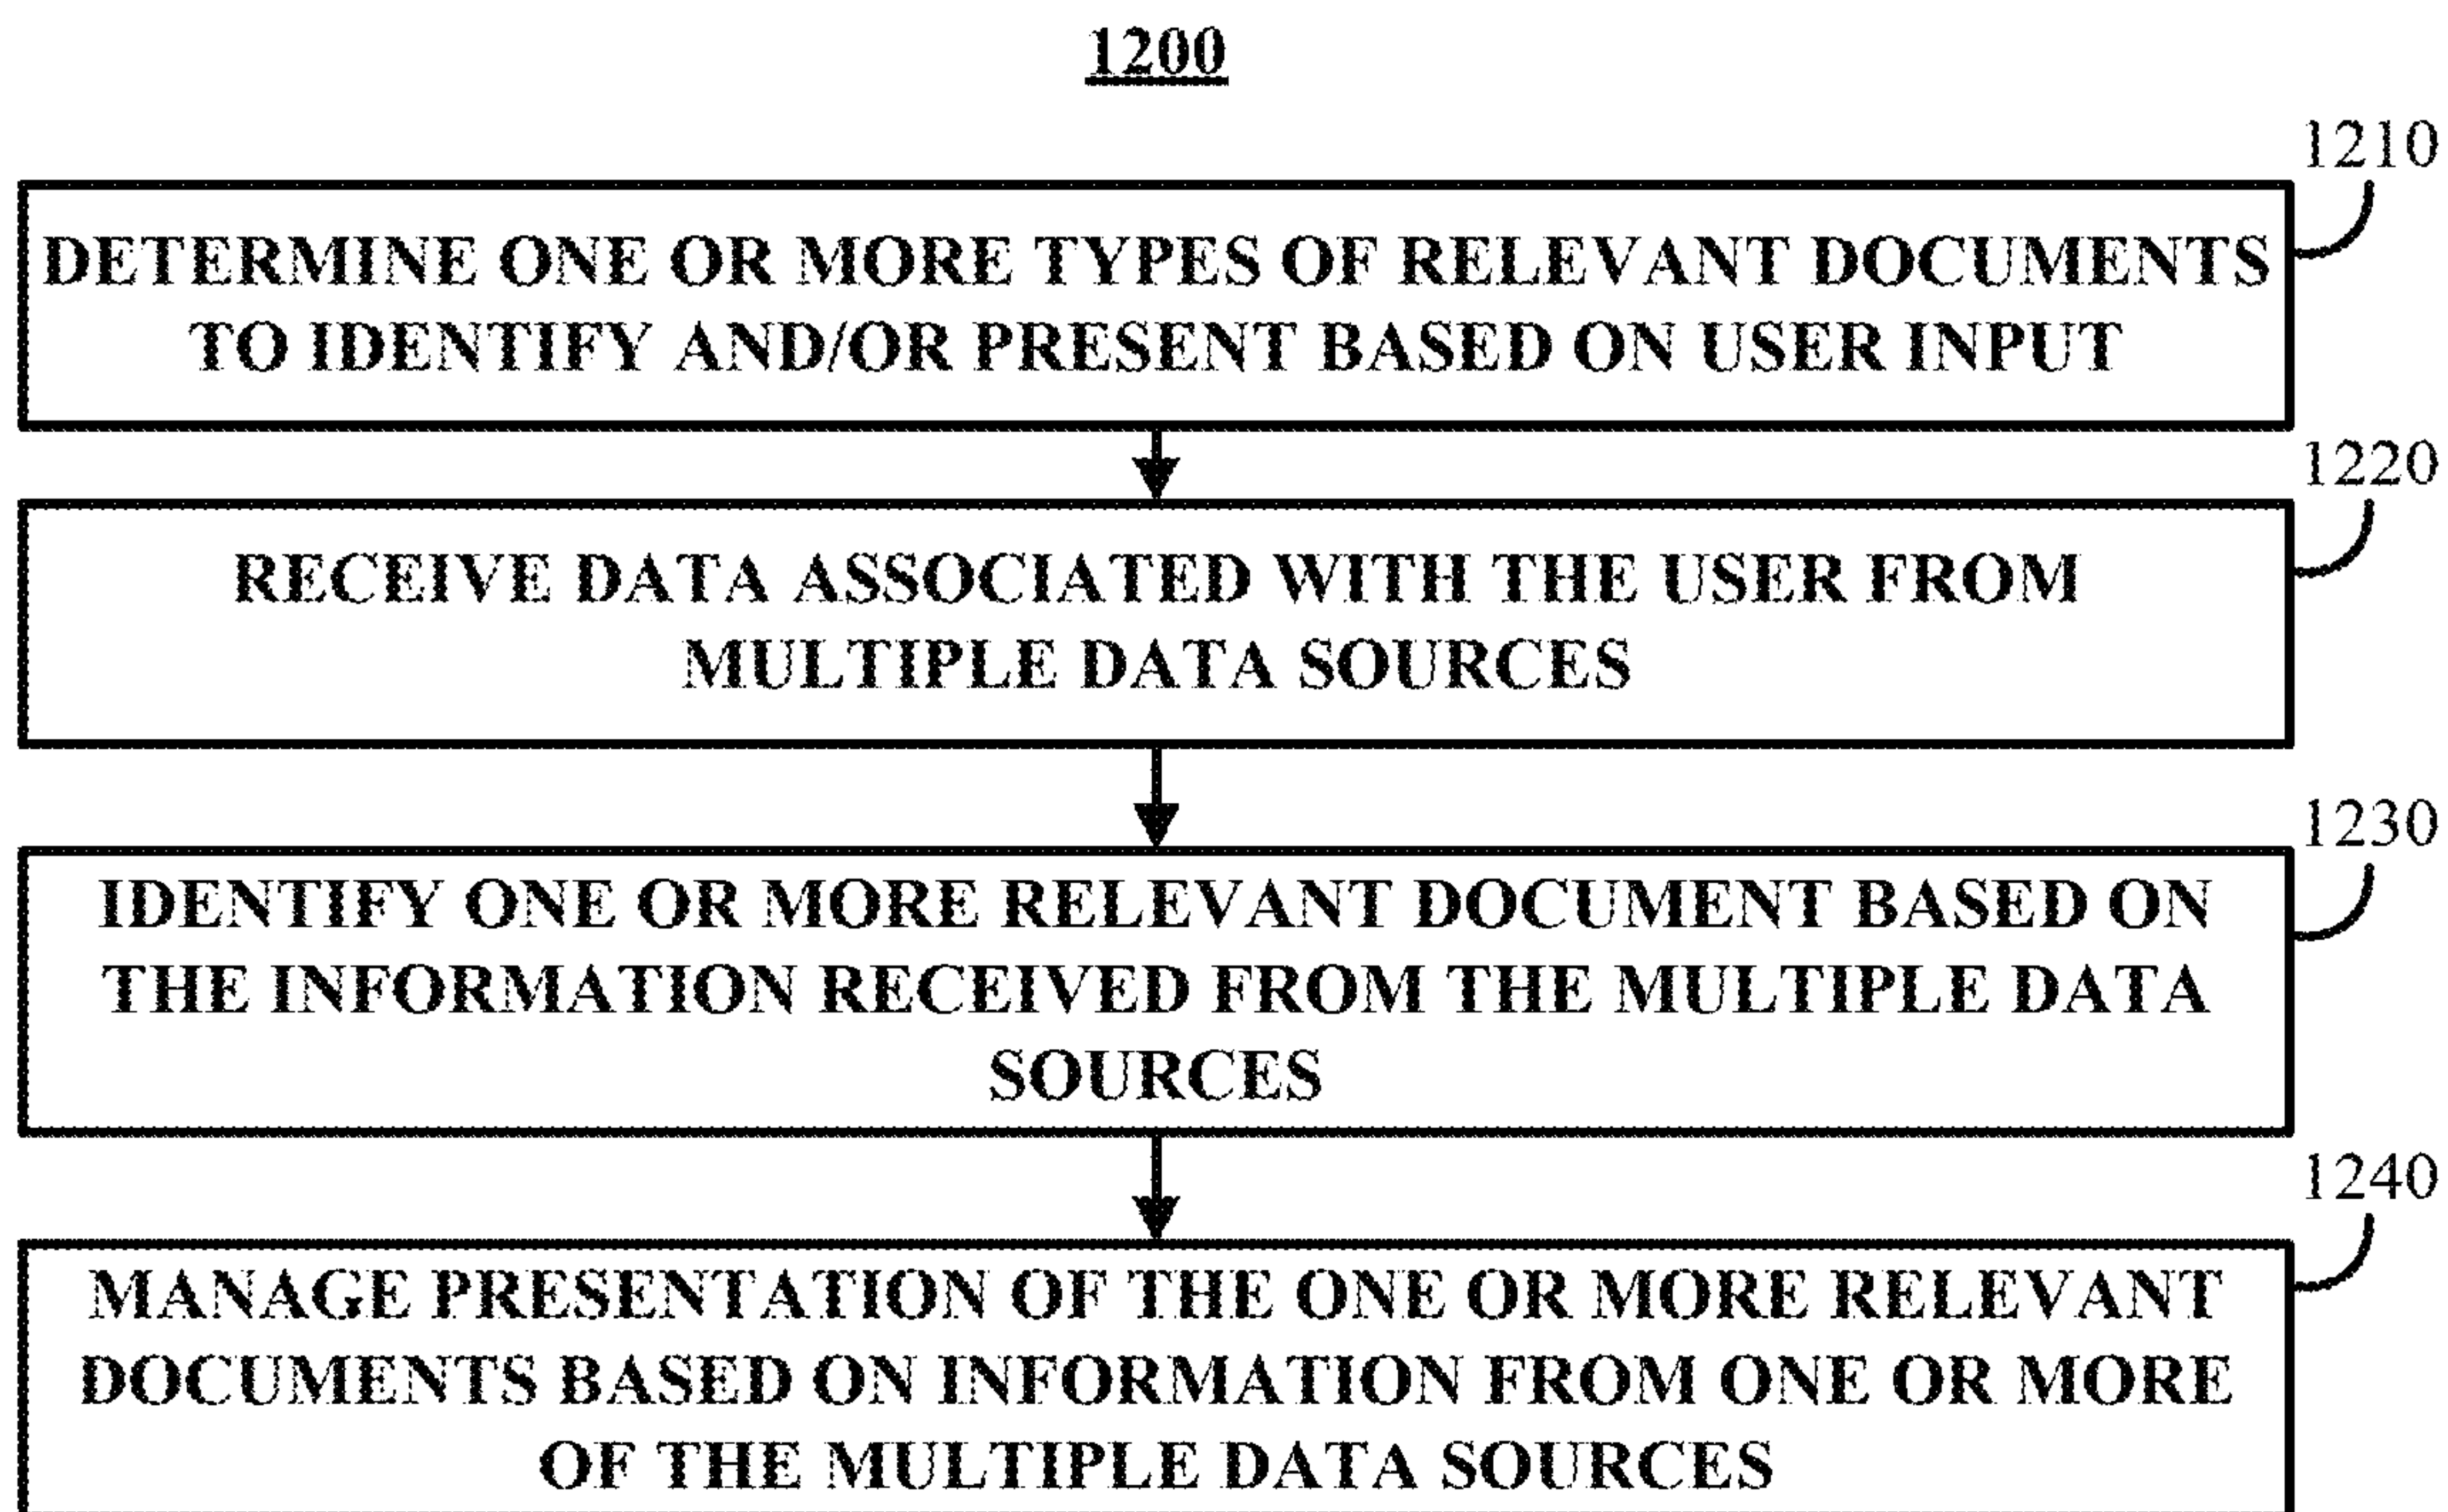 1200
1210
DETERMINE ONE OR MORE TYPES OF RELEVANT DOCUMENTS
TO IDENTIFY AND/OR PRESENT BASED ON USER INPUT
1220
RECEIVE DATA ASSOCIATED WITH THE USER FROM
MULTIPLE DATA SOURCES
1230
IDENTIFY ONE OR MORE RELEVANT DOCUMENT BASED ON
THE INFORMATION RECEIVED FROM THE MULTIPLE DATA
SOURCES
1240
MANAGE PRESENTATION OF THE ONE OR MORE RELEVANT
DOCUMENTS BASED ON INFORMATION FROM ONE OR MORE
OF THE MULTIPLE DATA SOURCES